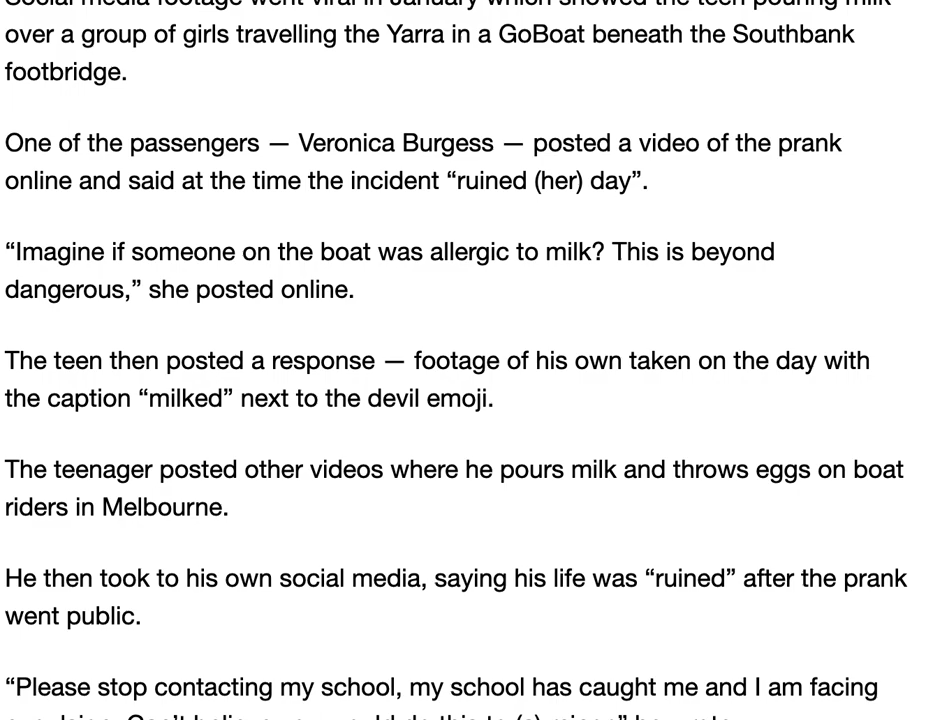 Social media footage went viral in January which showed the teen pouring milk
over a group of girls travelling the Yarra in a GoBoat beneath the Southbank
footbridge.
One of the passengers — Veronica Burgess — posted a video of the prank
online and said at the time the incident “ruined (her) day”.
“Imagine if someone on the boat was allergic to milk? This is beyond
dangerous,” she posted online.
The teen then posted a response — footage of his own taken on the day with
the caption “milked” next to the devil emoji.
The teenager posted other videos where he pours milk and throws eggs on boat
riders in Melbourne.
He then took to his own social media, saying his life was “ruined” after the prank
went public.
“Please stop contacting my school, my school has caught me and I am facing